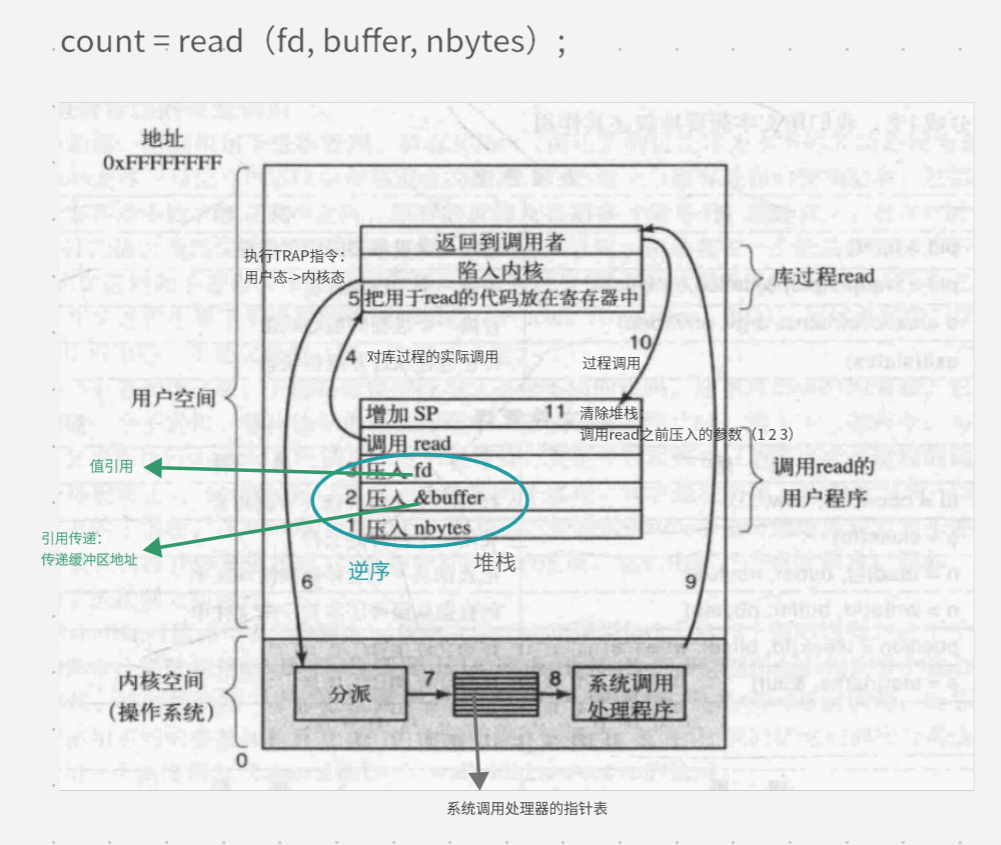 count = read（fd, buffer, nbytes）;
地址
0xFFFFFFFF
返回到调用者
执行TRAP指令：
用户态->内核态
陷入内核
5 把用于read的代码放在寄存器中
库过程read
4 对库过程的实际调用
10
过程调用
用户空间
增加 SP 11
清除堆栈：
调用read之前压入的参数（1 2 3）
调用 read
值引用
3 压入 fd
调用read的
用户程序
2 压入 &buffer
1 压入 nbytes
引用传递：
传递缓冲区地址
逆序
堆栈
6
9
内核空间
（操作系统）
分派
7
8
系统调用
处理程序
0
系统调用处理器的指针表